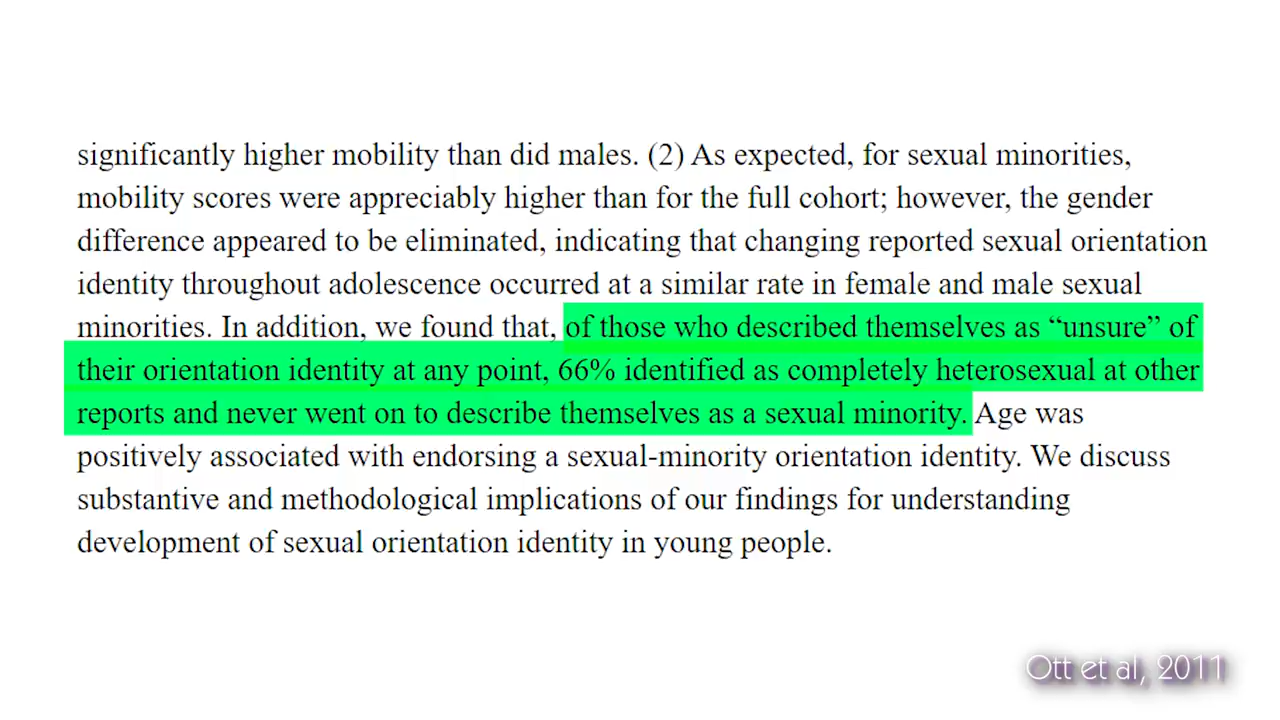 significantly higher mobility than did males. (2) As expected, for sexual minorities,
mobility scores were appreciably higher than for the full cohort; however, the gender
difference appeared to be eliminated, indicating that changing reported sexual orientation
identity throughout adolescence occurred at a similar rate in female and male sexual
minorities. In addition, we found that, of those who described themselves as “unsure” of
their orientation identity at any point, 66% identified as completely heterosexual at other
reports and never went on to describe themselves as a sexual minority. Age was
positively associated with endorsing a sexual-minority orientation identity. We discuss
substantive and methodological implications of our findings for understanding
development of sexual orientation identity in young people.
Ott et al, 2011